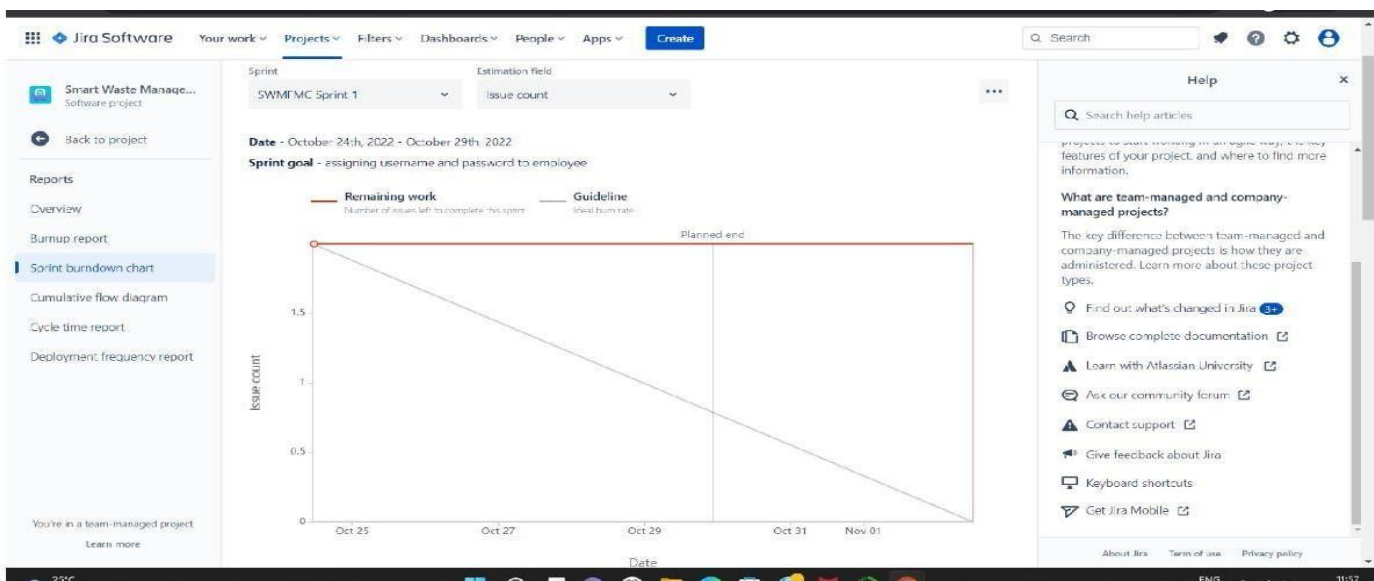 Jira Software Your work Projects Filters Dashboards People Apps Create Search
Smart Waste Manage...
Software project
Back to project
Reports
Overview
Burnup report
Sprint burndown chart
Cumulative flow diagram
Cycle time report
Deployment frequency report
You're in a team-managed project
Learn more
Sprint Estimation field
SWMFMC Sprint 1 Issue count
Date - October 24th, 2022 - October 29th, 2022
Sprint goal - assigning username and password to employee
Remaining work Guideline
Number of issues left to complete this sprint Ideal burn rate
Planned end
1.5
1
0.5
0
Issue count
Oct 25 Oct 27 Oct 29 Oct 31 Nov 01
Date
Help
Search help articles
features of your project, and where to find more
information.
What are team-managed and company-
managed projects?
The key difference between team-managed and
company-managed projects is how they are
administered. Learn more about these project
types.
Find out what's changed in Jira 3+
Browse complete documentation
Learn with Atlassian University
Ask our community forum
Contact support
Give feedback about Jira
Keyboard shortcuts
Get Jira Mobile
About Jira Term of use Privacy policy
25°C ENG 11:57